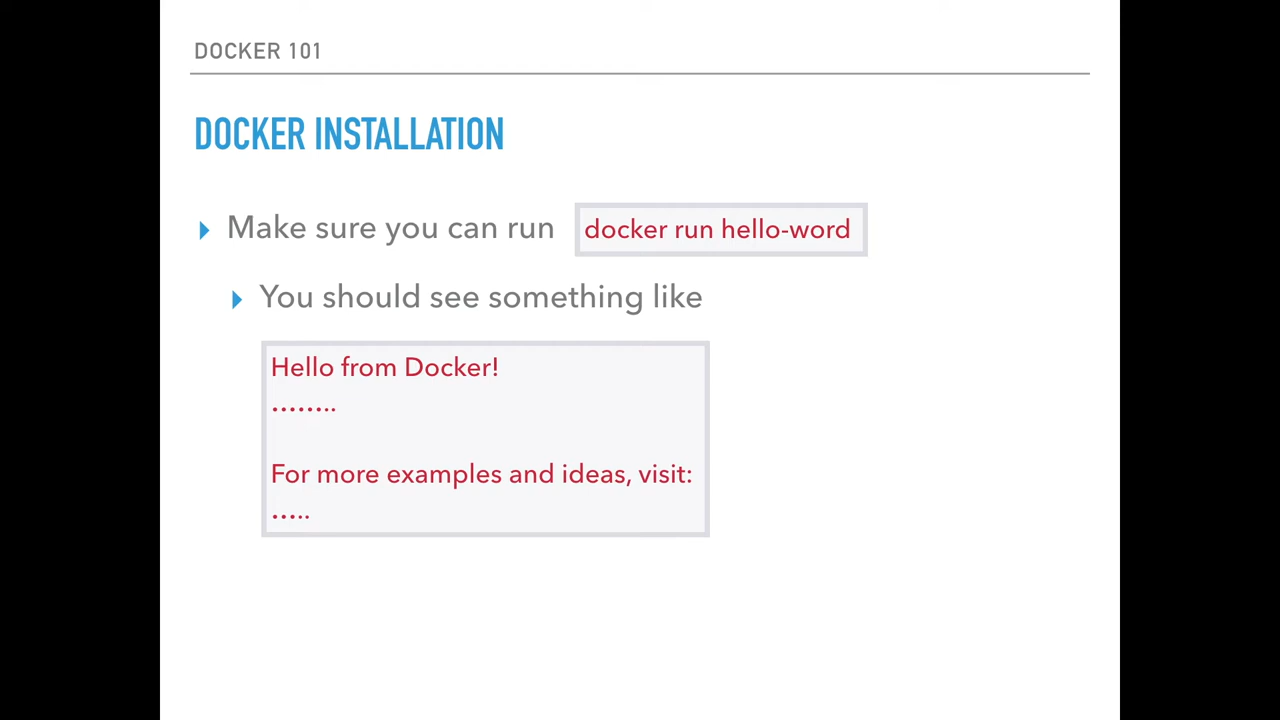 DOCKER 101
DOCKER INSTALLATION
Make sure you can run docker run hello-word
You should see something like
Hello from Docker!
……..
For more examples and ideas, visit:
…..